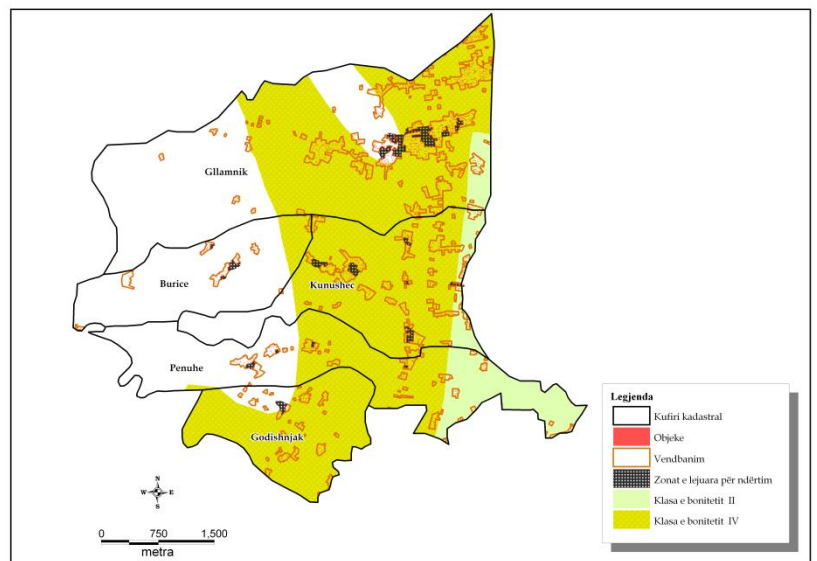 Gllamnik
Burice
Kunushec
Penuhe
Godishnjak
Legjenda
Kufiri kadastral
Objeke
Vendbanim
Zonat e lejuara për ndërtim
Klasa e bonitetit II
Klasa e bonitetit IV
N
W E
S
0 750 1,500
metra